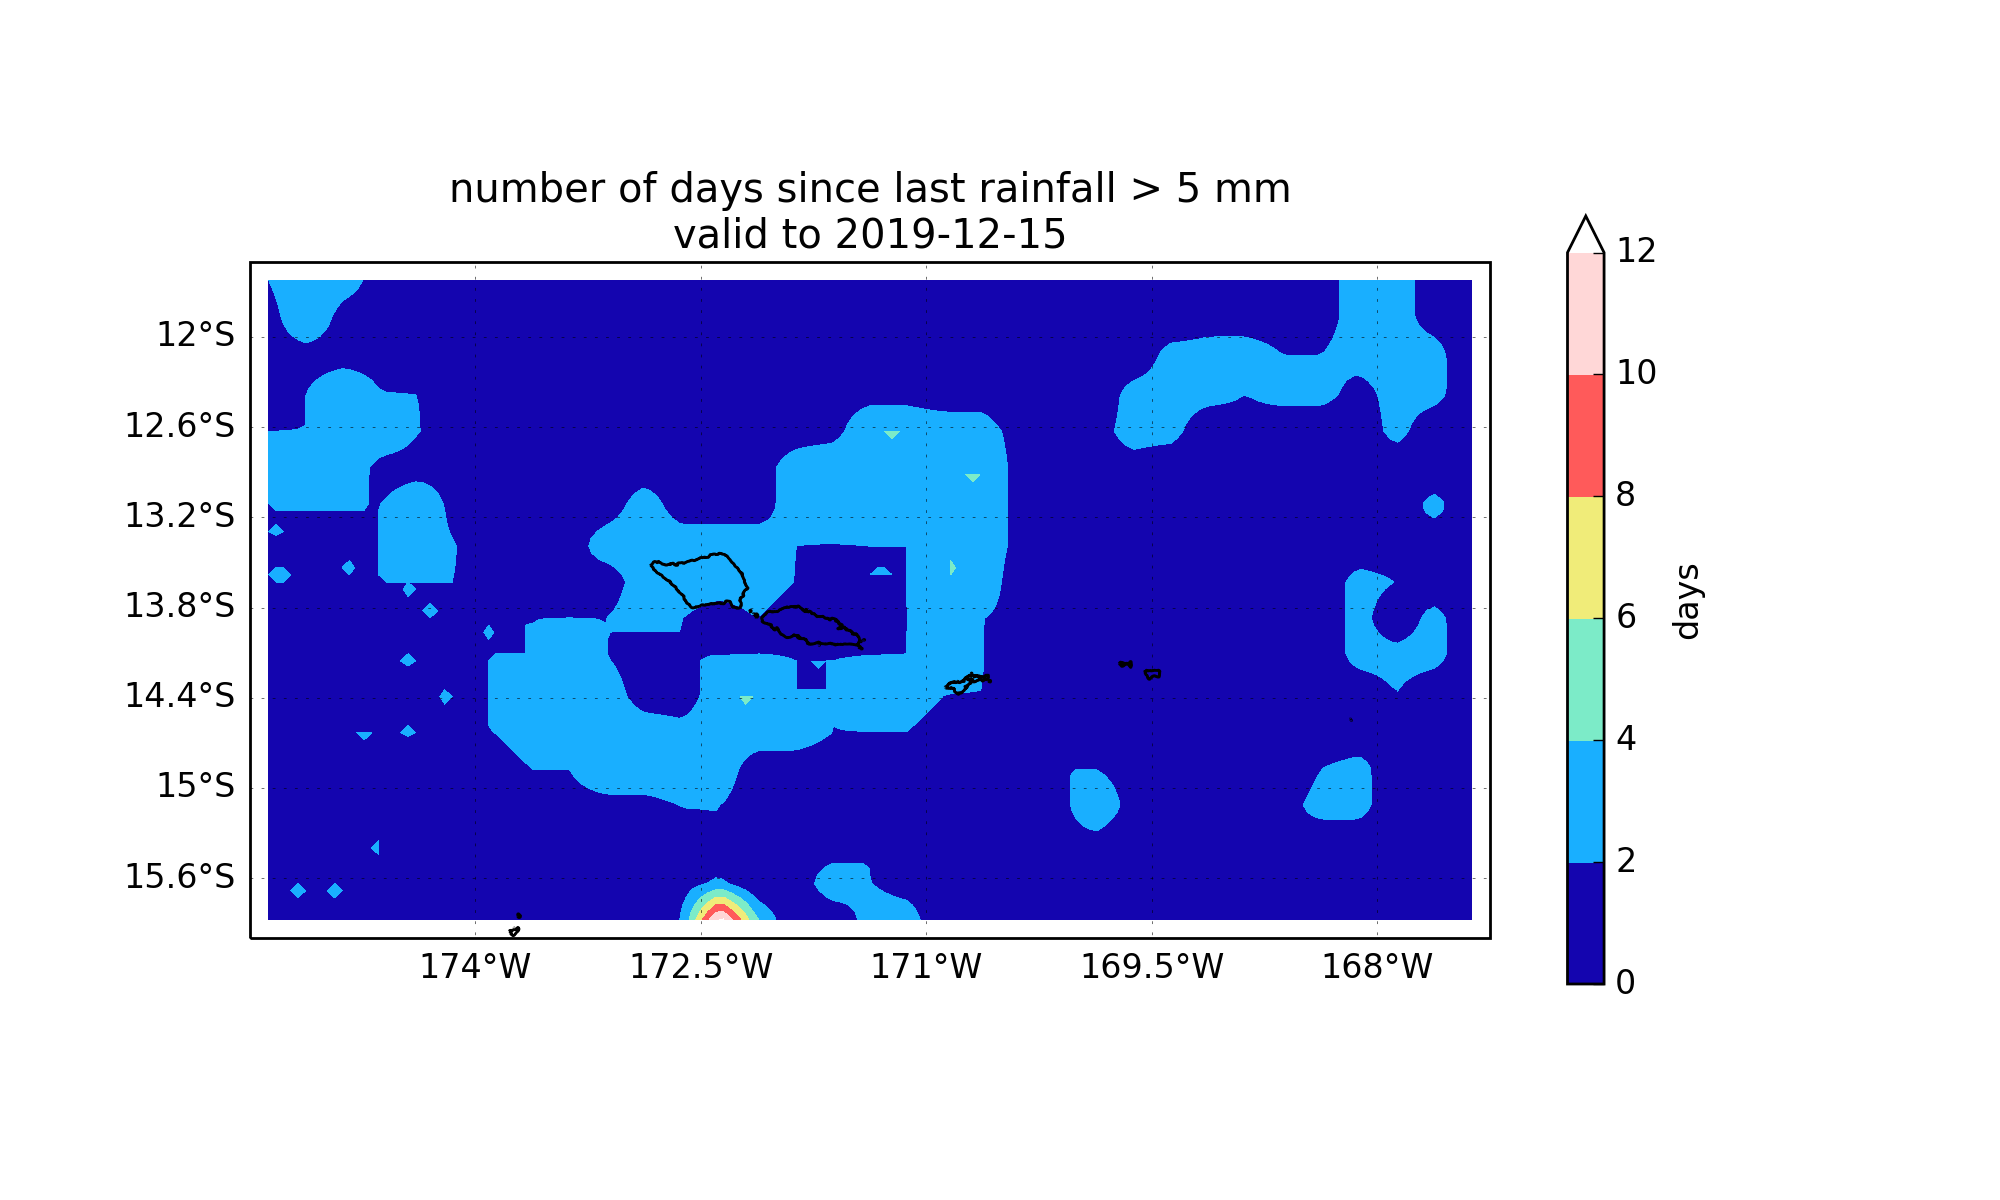 number of days since last rainfall > 5 mm
valid to 2019-12-15
12°S
12.6°S
13.2°S
13.8°S
14.4°S
15°S
15.6°S
174°W
172.5°W
171°W
169.5°W
168°W
12
10
8
6
4
2
0
days